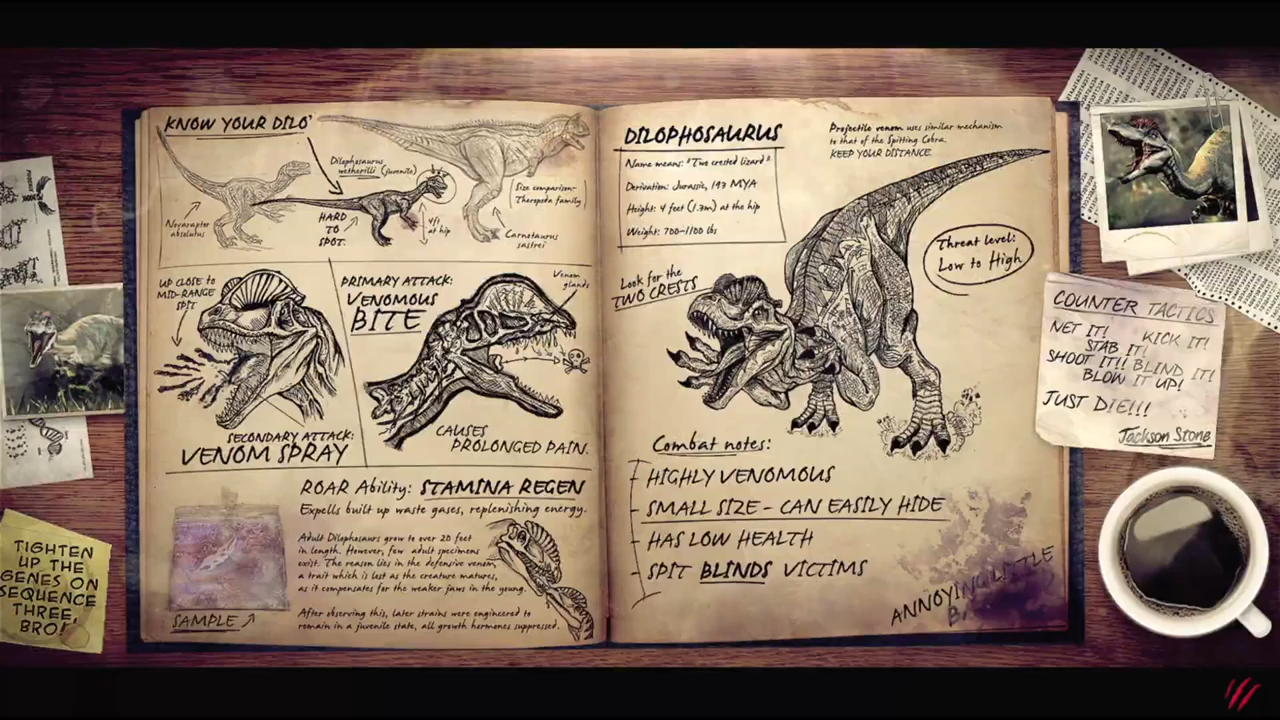 KNOW YOUR DILO'
Dilophosaurus
wetherilli (juvenile)
Novaraptor
absolutus
HARD
TO
SPOT.
4ft
at hip
Size comparison-
Theropoda family
Carnotaurus
sastrei
UP CLOSE TO
MID-RANGE
SPIT
SECONDARY ATTACK:
VENOM SPRAY
PRIMARY ATTACK:
VENOMOUS
BITE
Venom
glands
CAUSES
PROLONGED PAIN.
ROAR Ability: STAMINA REGEN
Expells built up waste gases, replenishing energy.
Adult Dilophosaurs grow to over 20 feet
in length. However, few adult specimens
exist. The reason lies in the defensive venom,
a trait which is lost as the creature matures,
as it compensates for the weaker jaws in the young.
After observing this, later strains were engineered to
remain in a juvenile state, all growth hormones suppressed.
SAMPLE
DILOPHOSAURUS
Name means: "Two crested lizard"
Derivation: Jurassic, 193 MYA
Height: 4 feet (1.3m) at the hip
Weight: 700-1100 lbs
Projectile venom uses similar mechanism
to that of the Spitting Cobra.
KEEP YOUR DISTANCE.
Threat level:
Low to High
Look for the
TWO CRESTS
Combat notes:
- HIGHLY VENOMOUS
- SMALL SIZE - CAN EASILY HIDE
- HAS LOW HEALTH
- SPIT BLINDS VICTIMS
ANNOYING LITTLE
COUNTER TACTICS
NET IT! KICK IT!
STAB IT!
SHOOT IT!! BLIND IT!
BLOW IT UP!
JUST DIE!!!
Jackson Stone
TIGHTEN
UP THE
GENES ON
SEQUENCE
THREE,
BRO!